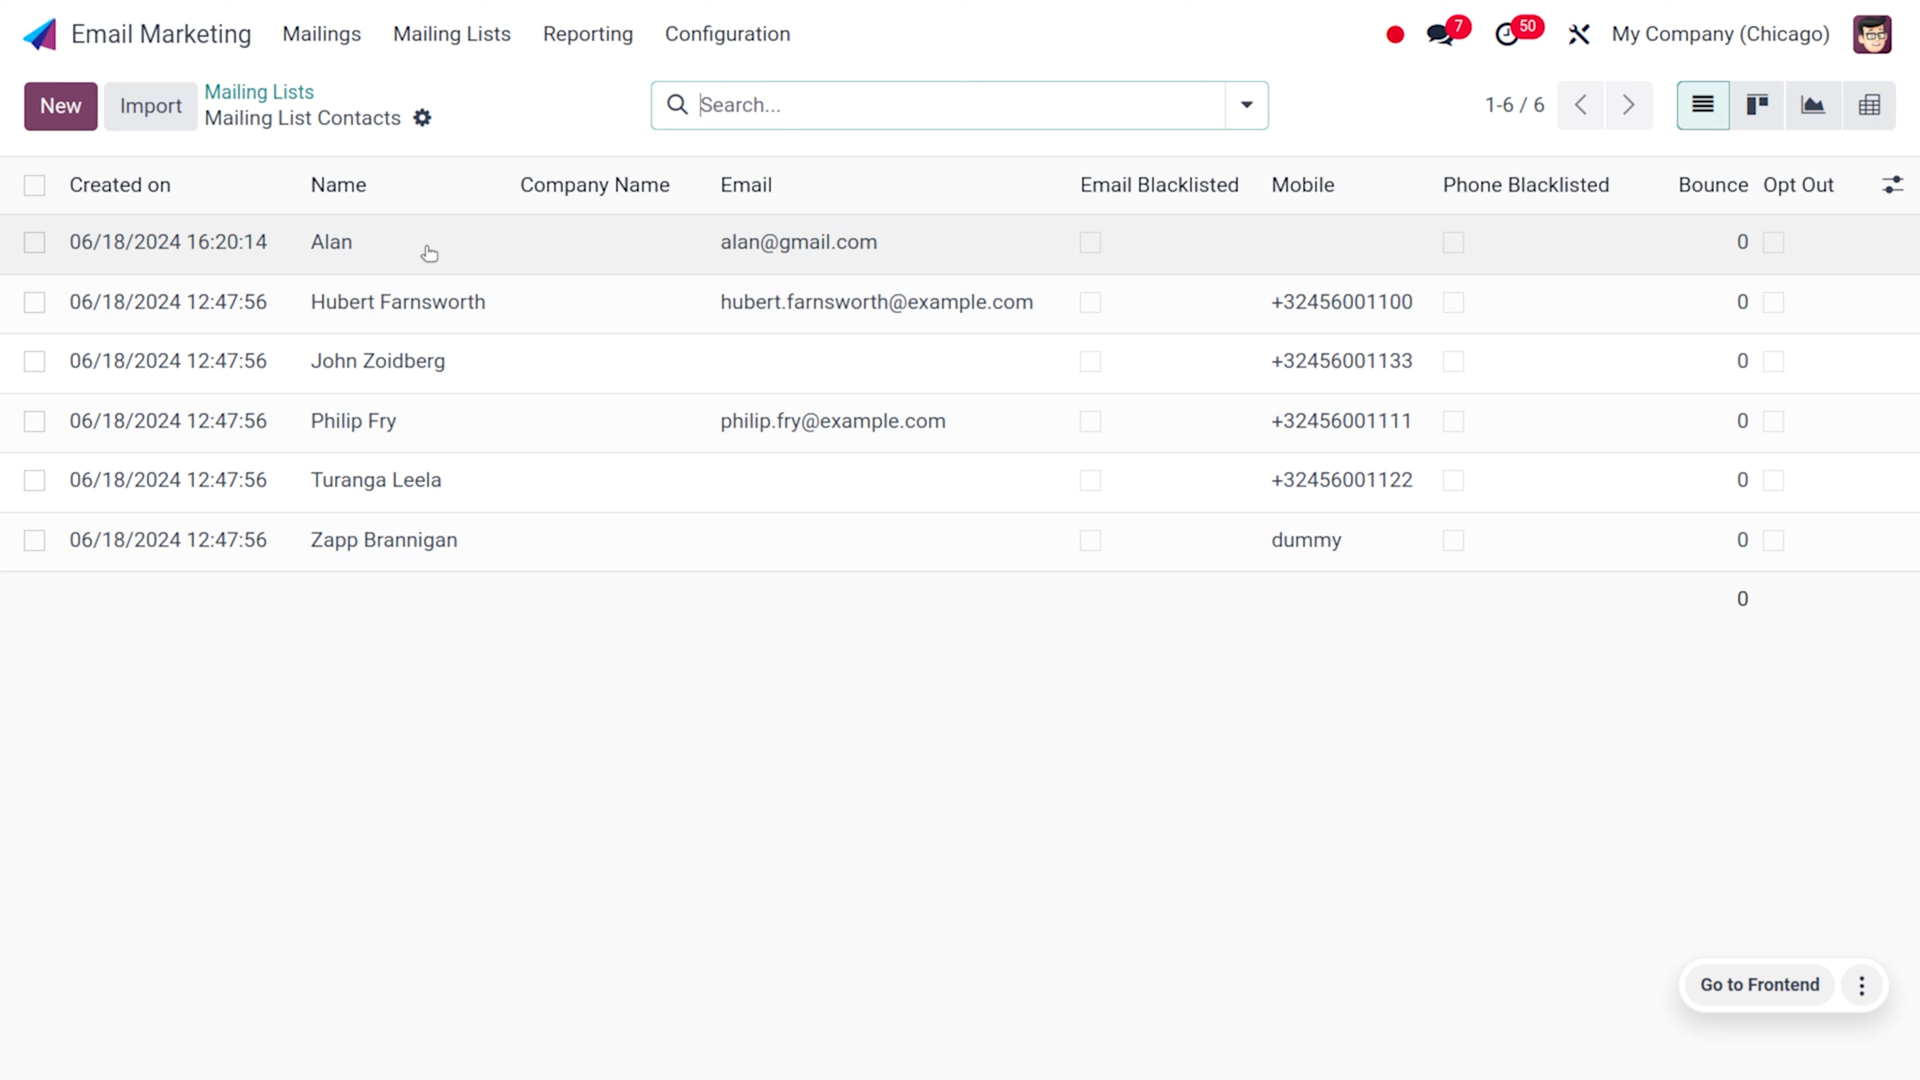 Email Marketing Mailings Mailing Lists Reporting Configuration 7 50 My Company (Chicago)
New Import Mailing Lists
Mailing List Contacts
Search...
1-6 / 6
Created on Name Company Name Email Email Blacklisted Mobile Phone Blacklisted Bounce Opt Out
06/18/2024 16:20:14 Alan alan@gmail.com 0
06/18/2024 12:47:56 Hubert Farnsworth hubert.farnsworth@example.com +32456001100 0
06/18/2024 12:47:56 John Zoidberg +32456001133 0
06/18/2024 12:47:56 Philip Fry philip.fry@example.com +32456001111 0
06/18/2024 12:47:56 Turanga Leela +32456001122 0
06/18/2024 12:47:56 Zapp Brannigan dummy 0
0
Go to Frontend